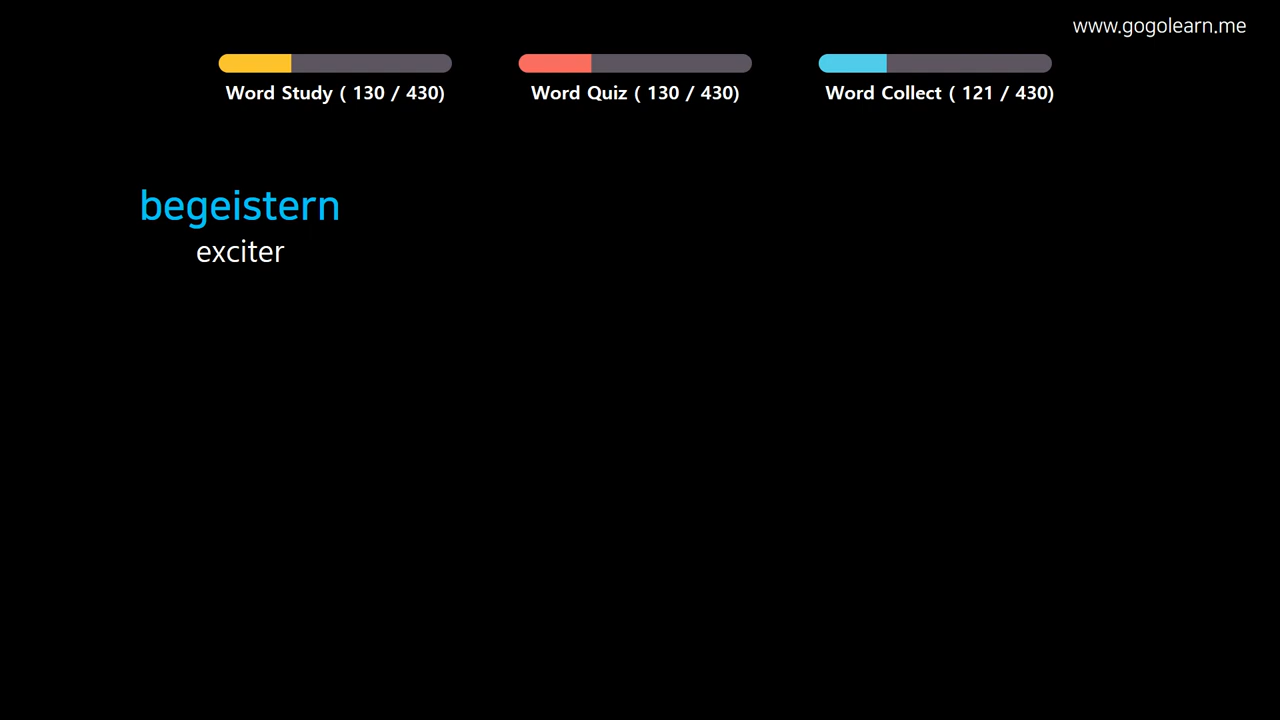 www.gogolearn.me
Word Study ( 130 / 430)
Word Quiz ( 130 / 430)
Word Collect ( 121 / 430)
begeistern
exciter